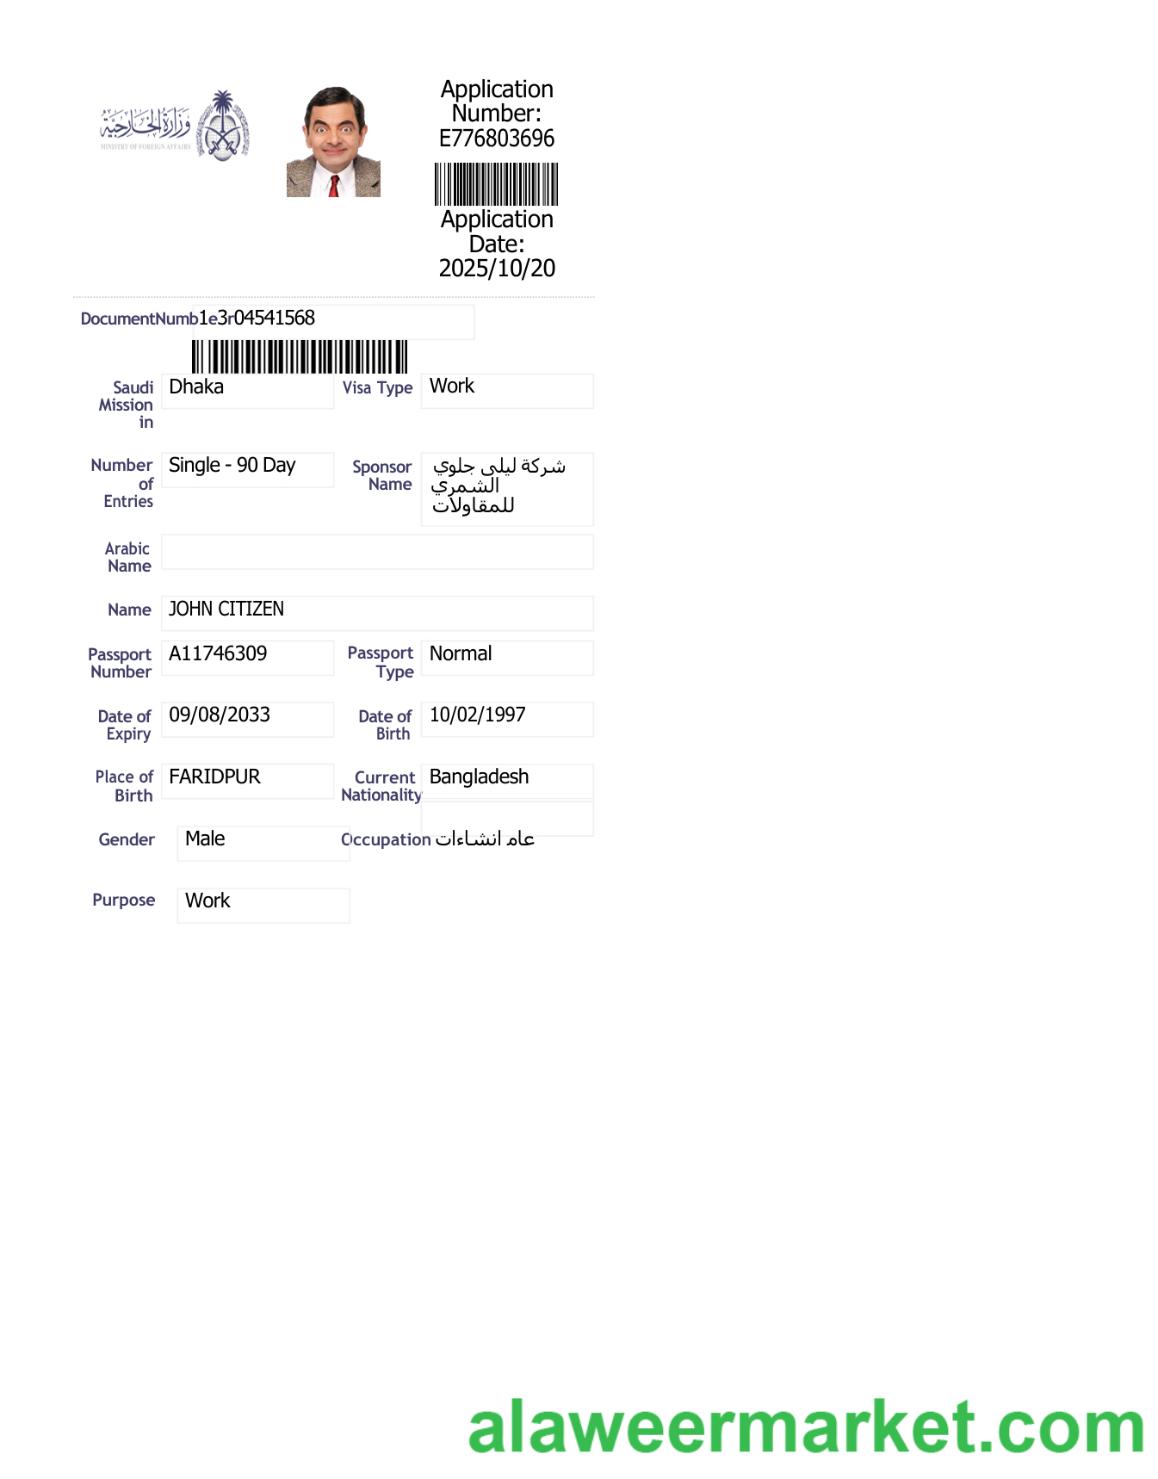 وزارة الخارجية
MINISTRY OF FOREIGN AFFAIRS
Application
Number:
E776803696
Application
Date:
2025/10/20
DocumentNumber 1304541568
Saudi Mission in Dhaka Visa Type Work
Number of Entries Single - 90 Day Sponsor Name شركة ليلى جلوي
الشمري
للمقاولات
Arabic Name
Name JOHN CITIZEN
Passport Number A11746309 Passport Type Normal
Date of Expiry 09/08/2033 Date of Birth 10/02/1997
Place of Birth FARIDPUR Current Nationality Bangladesh
Gender Male Occupation عام انشاءات
Purpose Work
alaweermarket.com